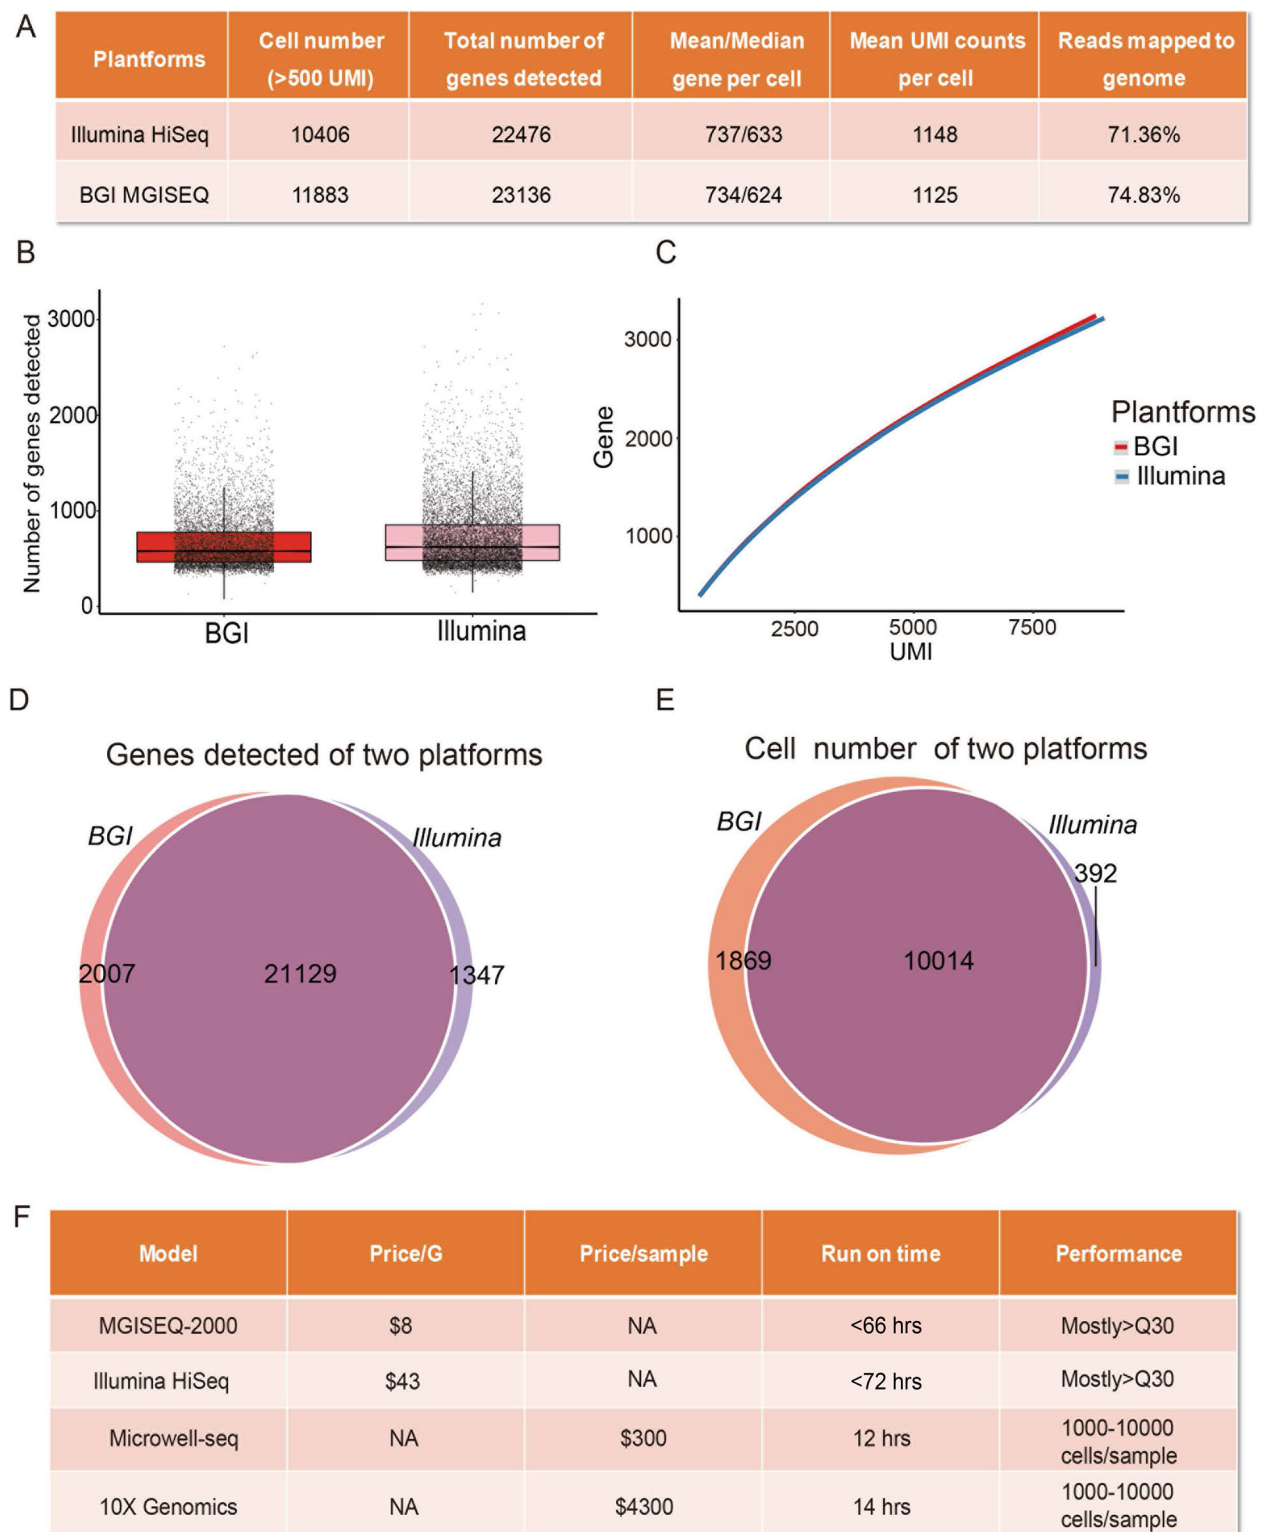 A
Plantforms
Cell number
(>500 UMI)
Total number of
genes detected
Mean/Median
gene per cell
Mean UMI counts
per cell
Reads mapped to
genome
Illumina HiSeq
10406
22476
737/633
1148
71.36%
BGI MGISEQ
11883
23136
734/624
1125
74.83%
B
Number of genes detected
3000
2000
1000
0
BGI
Illumina
C
Gene
3000
2000
1000
2500
5000
7500
UMI
Plantforms
BGI
Illumina
D
Genes detected of two platforms
BGI
Illumina
2007
21129
1347
E
Cell number of two platforms
BGI
Illumina
392
1869
10014
F
Model
Price/G
Price/sample
Run on time
Performance
MGISEQ-2000
$8
NA
<66 hrs
Mostly>Q30
Illumina HiSeq
$43
NA
<72 hrs
Mostly>Q30
Microwell-seq
NA
$300
12 hrs
1000-10000
cells/sample
10X Genomics
NA
$4300
14 hrs
1000-10000
cells/sample